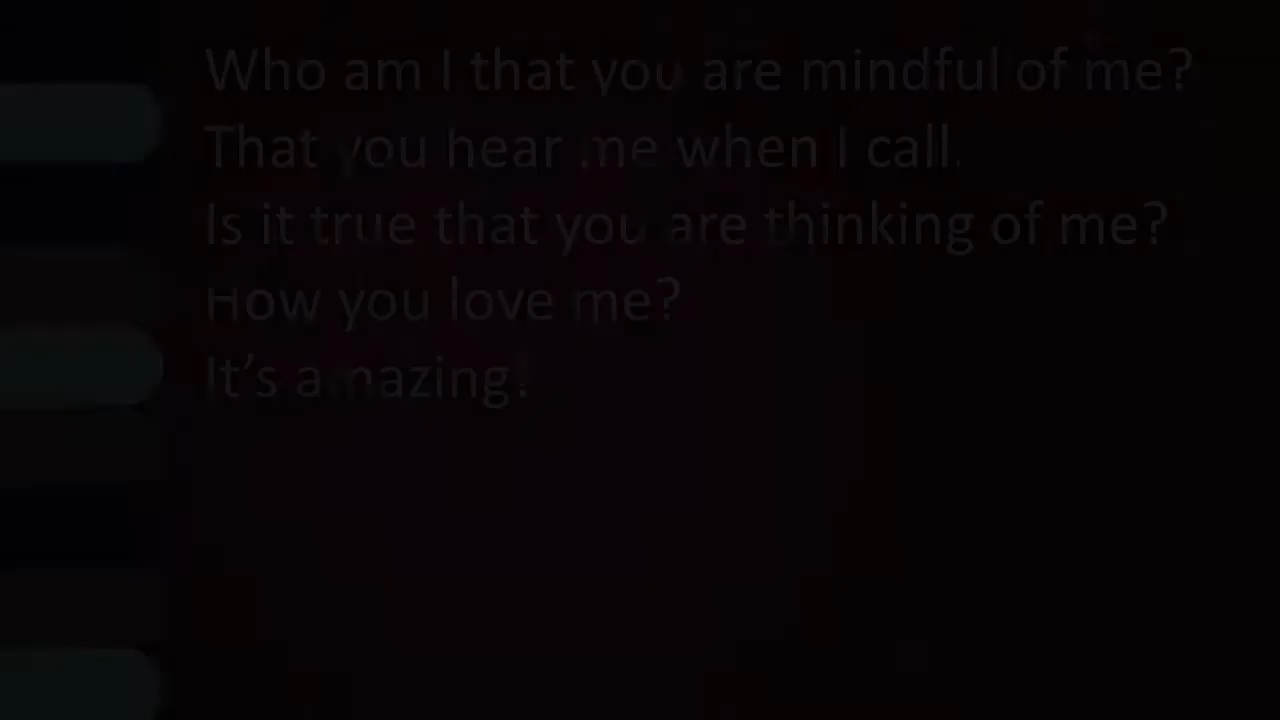 Who am I that you are mindful of me?
That you hear me when I call.
Is it true that you are thinking of me?
How you love me?
It’s amazing!